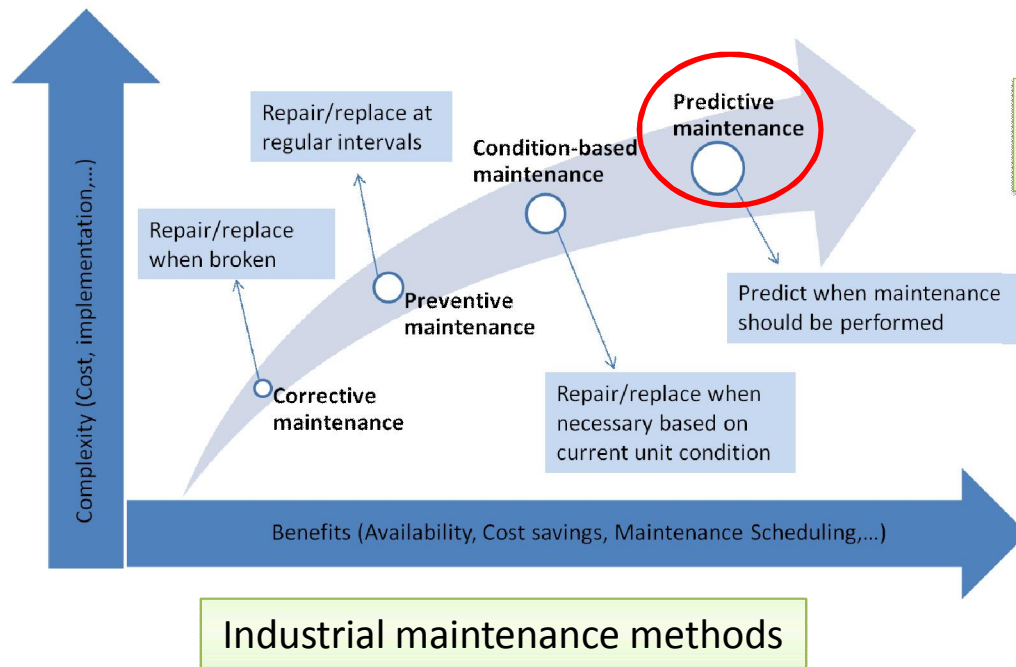 Predictive
maintenance
Repair/replace at
regular intervals
Condition-based
maintenance
Repair/replace
when broken
Preventive
maintenance
Predict when maintenance
should be performed
Corrective
maintenance
Repair/replace when
necessary based on
current unit condition
Complexity (Cost, implementation,...)
Benefits (Availability, Cost savings, Maintenance Scheduling,...)
Industrial maintenance methods